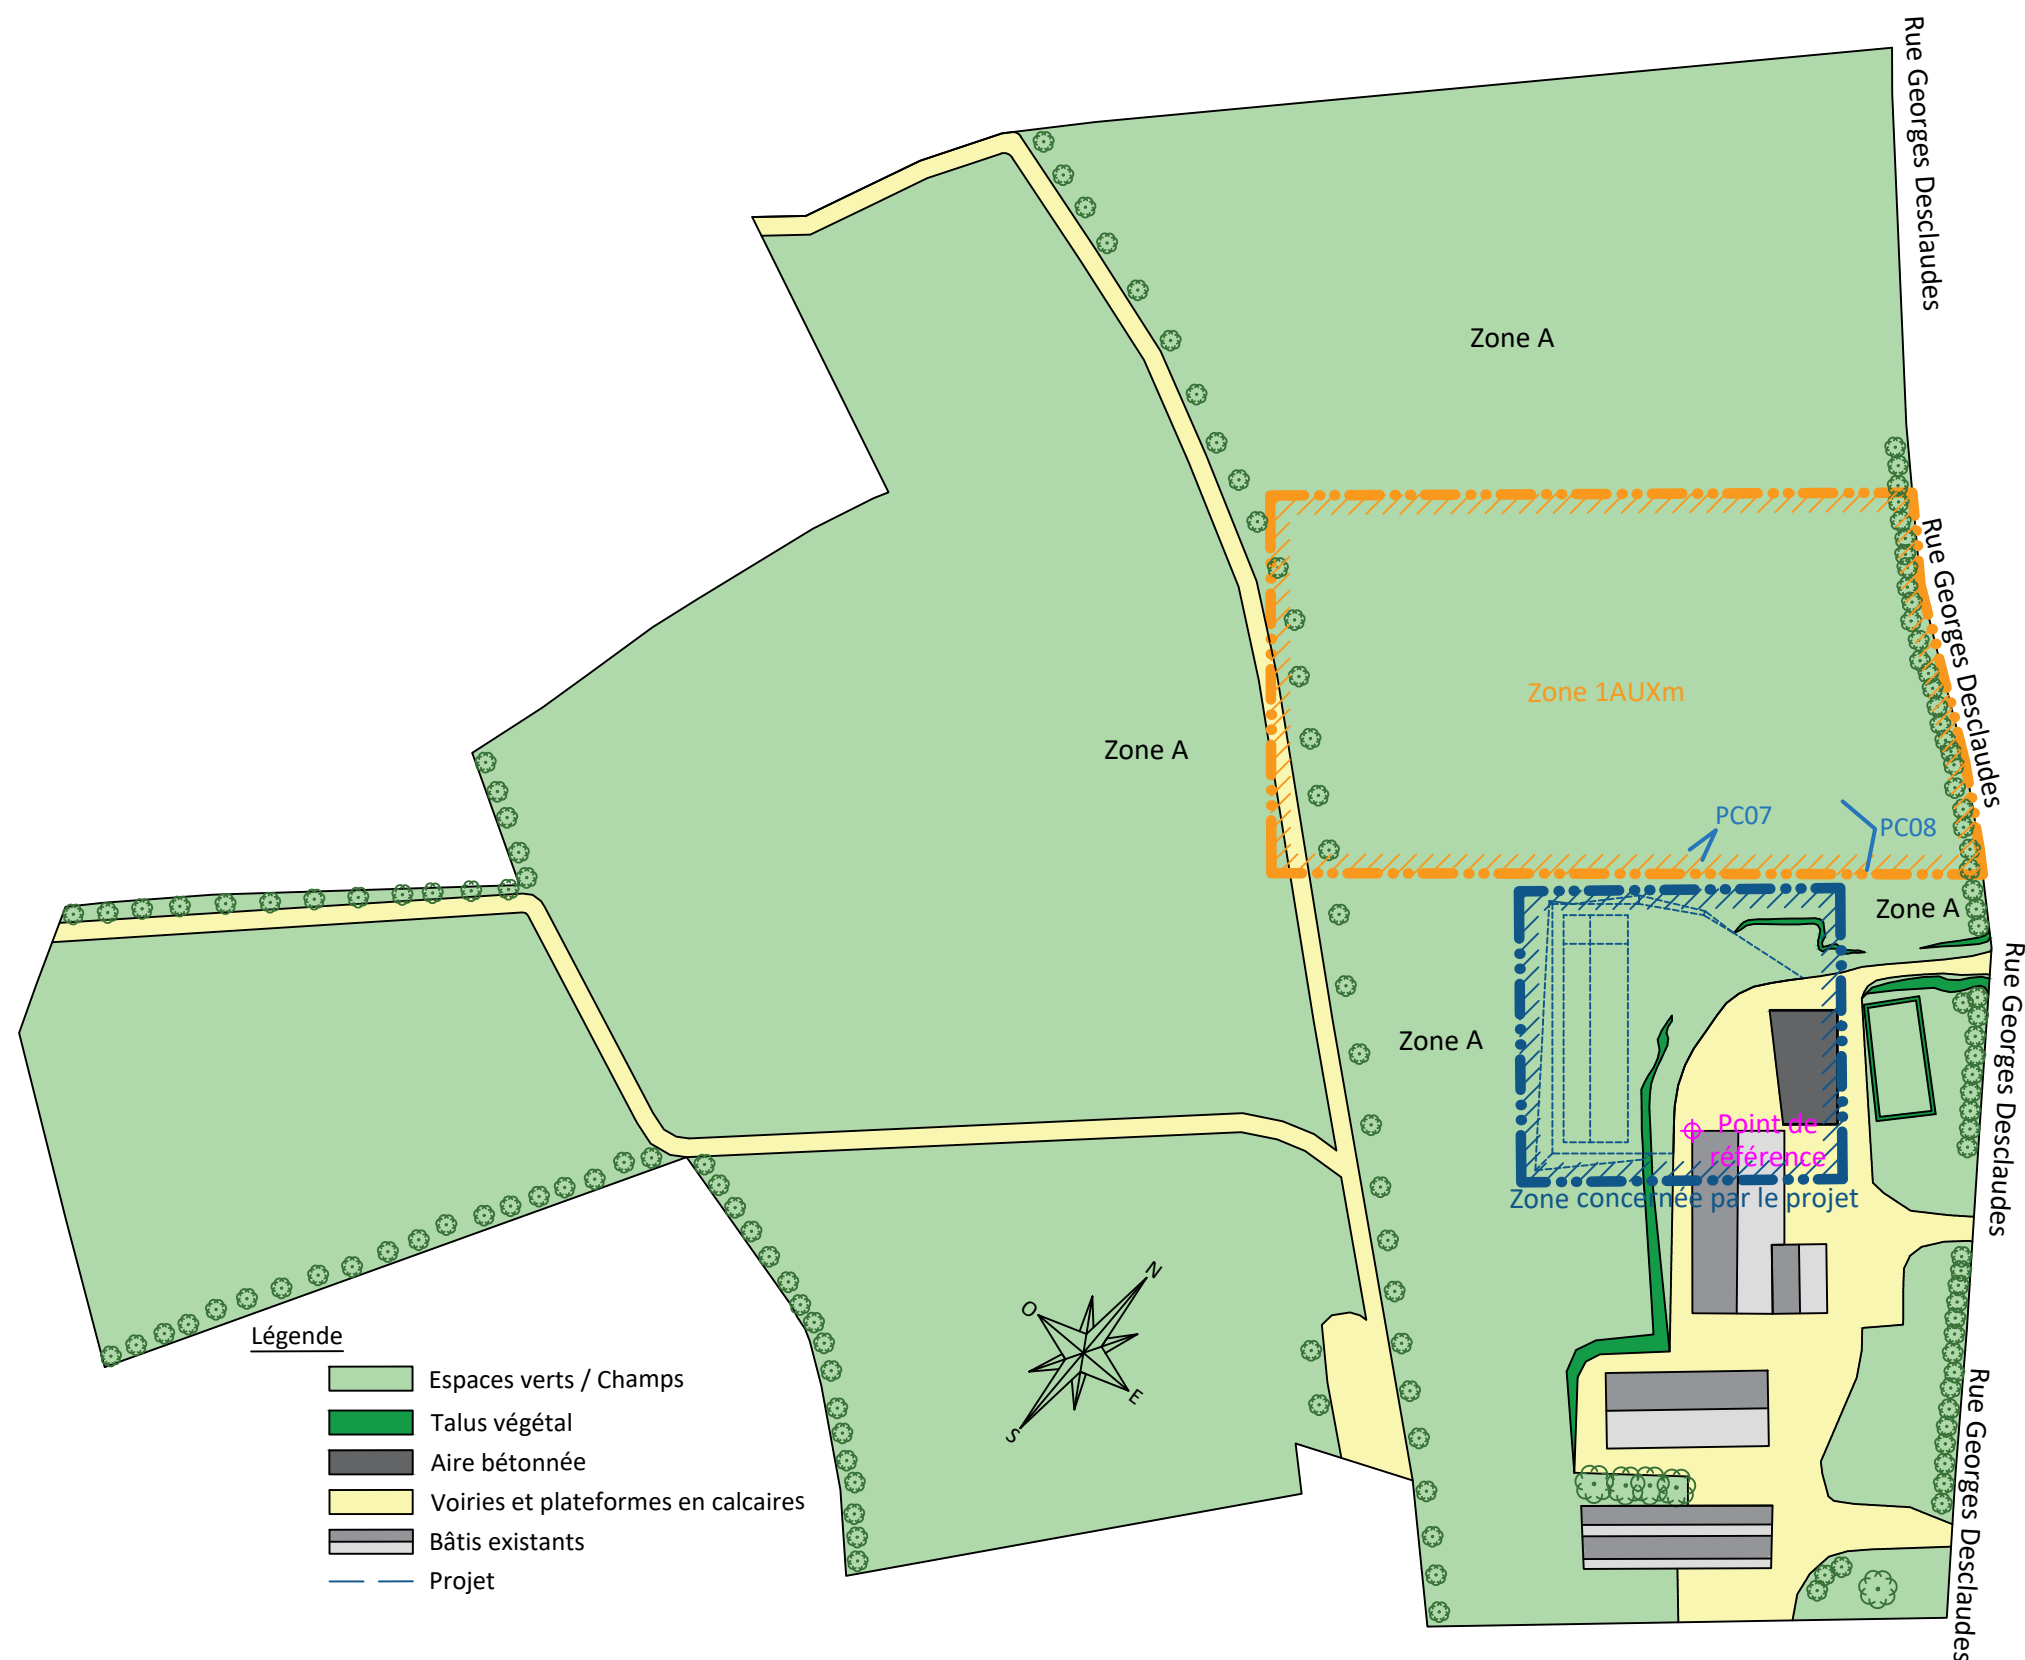 Rue Georges Desclaudes
Zone A
Rue Georges Desclaudes
Zone 1AUXm
Zone A
PC07
PC08
Zone A
Rue Georges Desclaudes
Zone A
Point de
référence
Zone concernée par le projet
N
O
E
S
Rue Georges Desclaudes
Légende
Espaces verts / Champs
Talus végétal
Aire bétonnée
Voiries et plateformes en calcaires
Bâtis existants
Projet